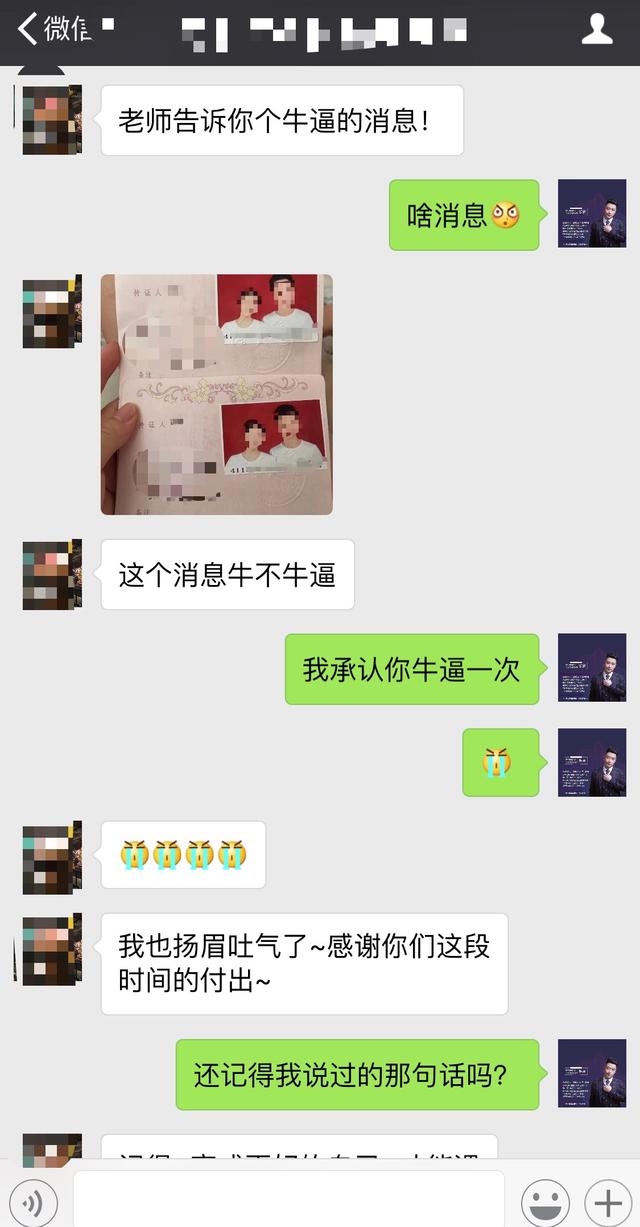 微信
老师告诉你个牛逼的消息！
啥消息
持证人
备注
持证人
411
备注
这个消息牛不牛逼
我承认你牛逼一次
我也扬眉吐气了~感谢你们这段
时间的付出~
还记得我说过的那句话吗？